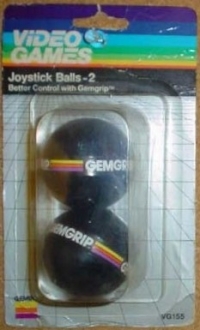 VIDEO
GAMES
Joystick Balls-2
Better Control with Gemgrip™
GEMGRIP
GEMGRIP
VG155